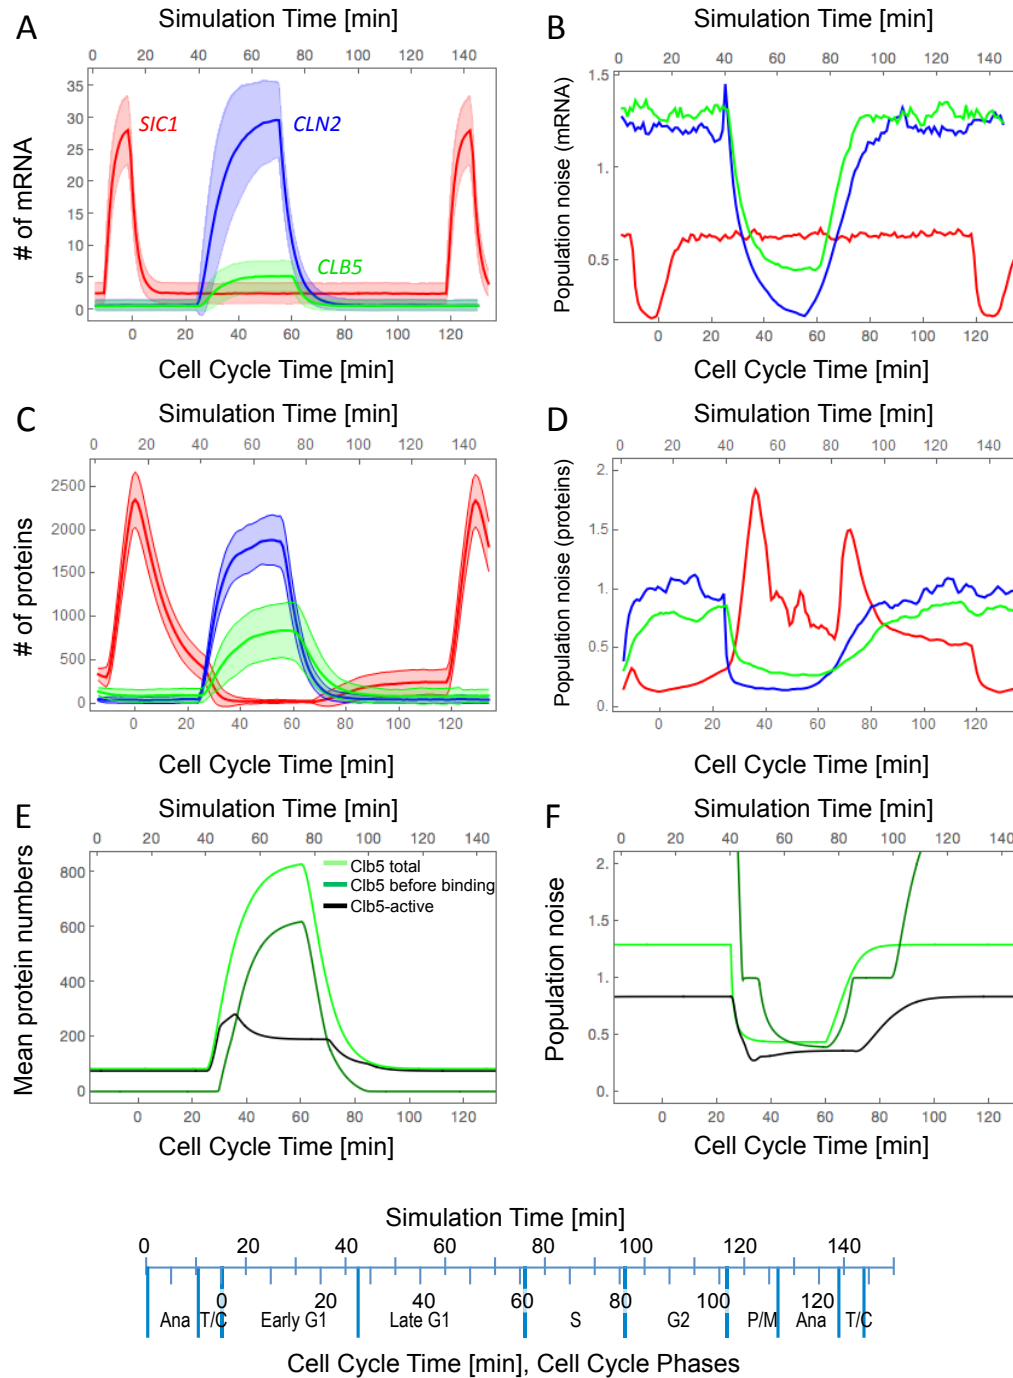 A
Simulation Time [min]
0 20 40 60 80 100 120 140
# of mRNA
35
30
25
20
15
10
5
0
SIC1
CLN2
CLB5
0 20 40 60 80 100 120
Cell Cycle Time [min]
B
Simulation Time [min]
0 20 40 60 80 100 120 140
Population noise (mRNA)
1.5
1.
0.5
0 20 40 60 80 100 120
Cell Cycle Time [min]
C
Simulation Time [min]
0 20 40 60 80 100 120 140
# of proteins
2500
2000
1500
1000
500
0
0 20 40 60 80 100 120
Cell Cycle Time [min]
D
Simulation Time [min]
0 20 40 60 80 100 120 140
Population noise (proteins)
2.
1.5
1.
0.5
0.
0 20 40 60 80 100 120
Cell Cycle Time [min]
E
Simulation Time [min]
0 20 40 60 80 100 120 140
Mean protein numbers
800
600
400
200
0
Clb5 total
Clb5 before binding
Clb5-active
0 20 40 60 80 100 120
Cell Cycle Time [min]
F
Simulation Time [min]
0 20 40 60 80 100 120 140
Population noise
2.
1.5
1.
0.5
0.
0 20 40 60 80 100 120
Cell Cycle Time [min]
Simulation Time [min]
0 20 40 60 80 100 120 140
0 20 40 60 80 100 120
Ana T/C Early G1 Late G1 S G2 P/M Ana T/C
Cell Cycle Time [min], Cell Cycle Phases